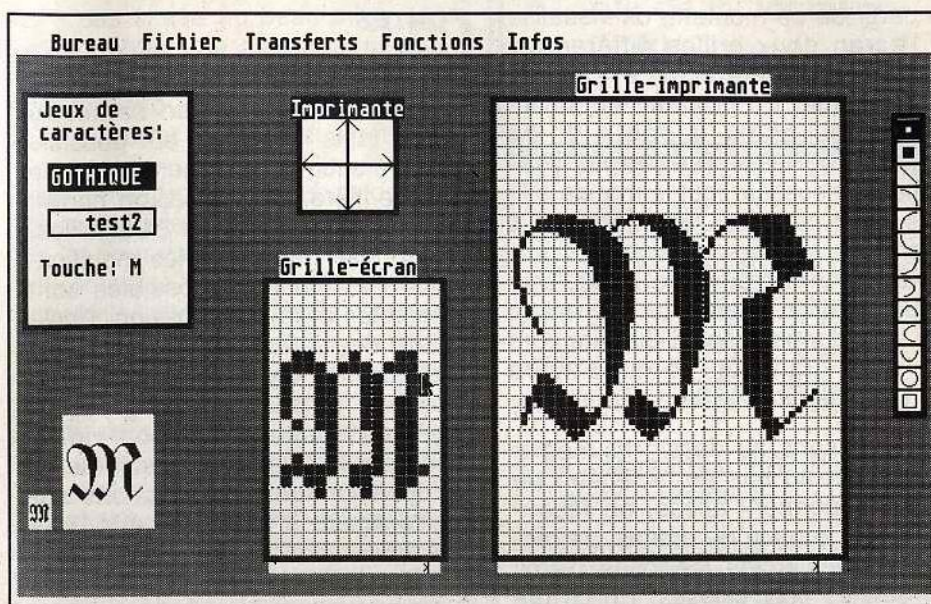 Bureau Fichier Transferts Fonctions Infos
Jeux de
caractères:
GOTHIQUE
test2
Touche: M
Imprimante
Grille-écran
Grille-imprimante
M
M
M
M